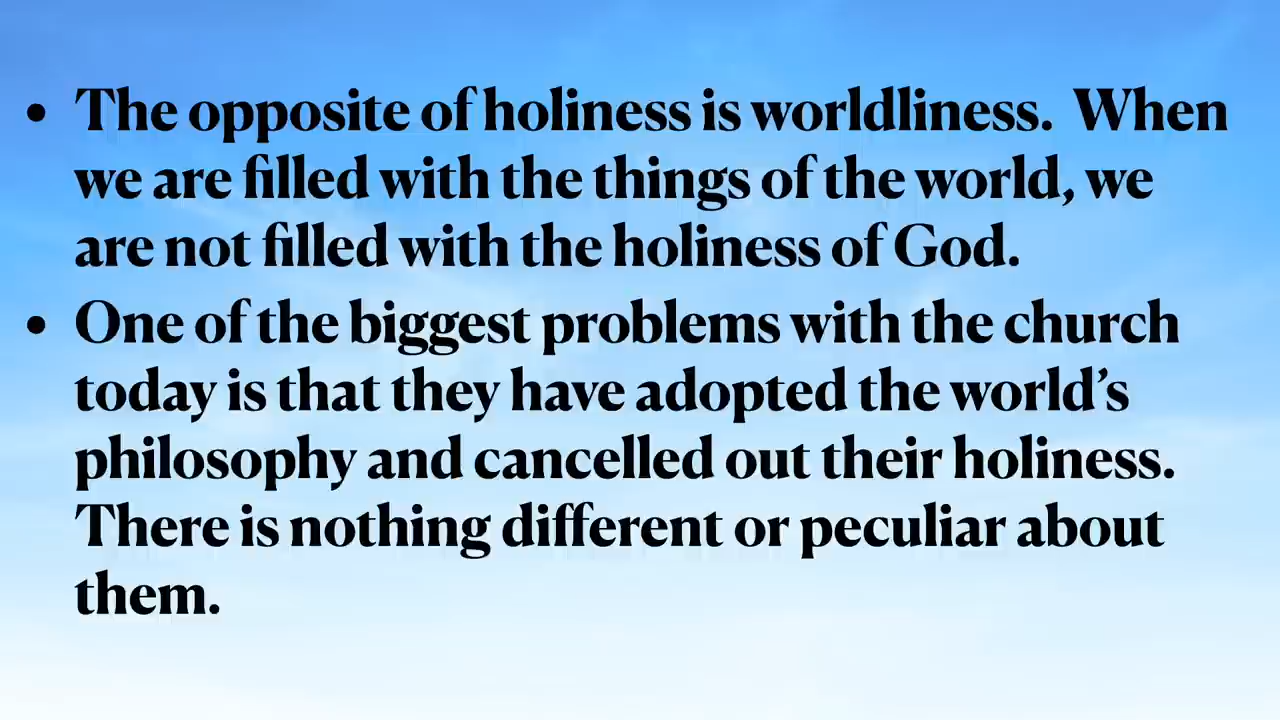 • The opposite of holiness is worldliness.  When
we are filled with the things of the world, we
are not filled with the holiness of God.
• One of the biggest problems with the church
today is that they have adopted the world’s
philosophy and cancelled out their holiness.
There is nothing different or peculiar about
them.